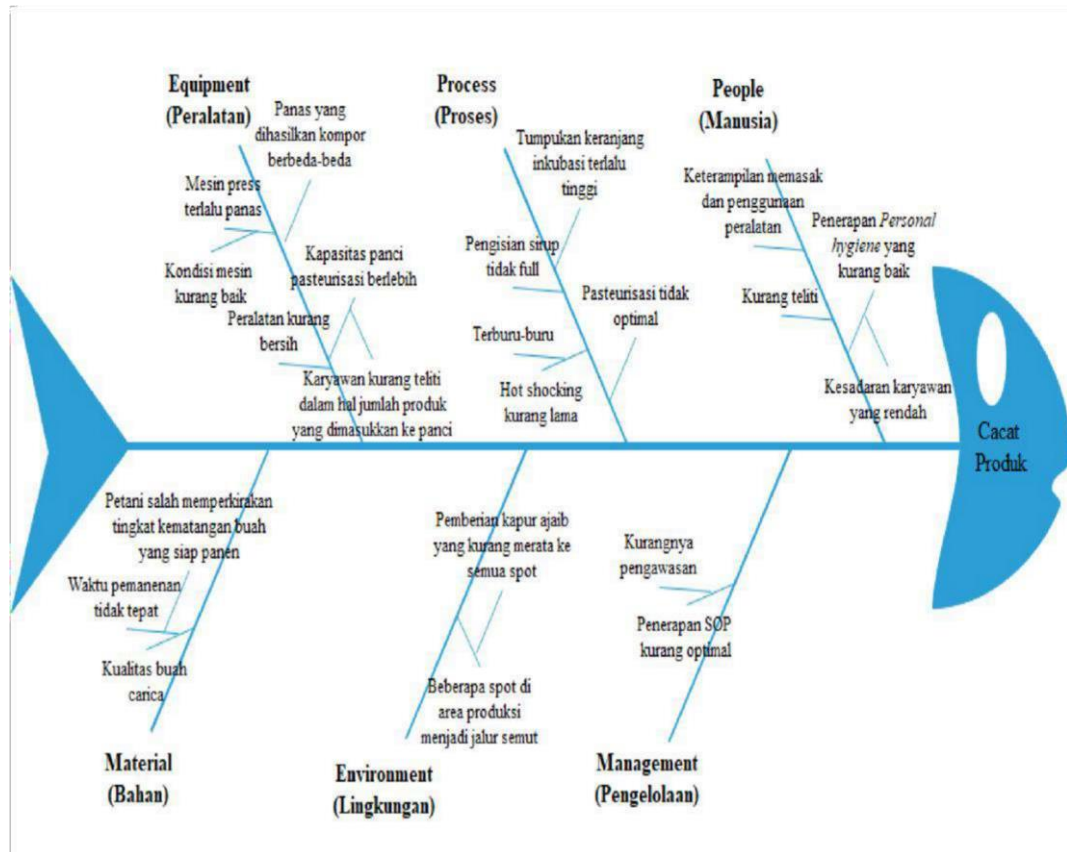 Equipment
(Peralatan)
Panas yang
dihasilkan kompor
berbeda-beda
Mesin press
terlalu panas
Kondisi mesin
kurang baik
Kapasitas panci
pasteurisasi berlebih
Peralatan kurang
bersih
Karyawan kurang teliti
dalam hal jumlah produk
yang dimasukkan ke panci
Process
(Proses)
Tumpukan keranjang
inkubasi terlalu
tinggi
Pengisian sirup
tidak full
Pasteurisasi tidak
optimal
Terburu-buru
Hot shocking
kurang lama
People
(Manusia)
Keterampilan memasak
dan penggunaan
peralatan
Penerapan Personal
hygiene yang
kurang baik
Kurang teliti
Kesadaran karyawan
yang rendah
Cacat
Produk
Petani salah memperkirakan
tingkat kematangan buah
yang siap panen
Waktu pemanenan
tidak tepat
Kualitas buah
carica
Material
(Bahan)
Pemberian kapur ajaib
yang kurang merata ke
semua spot
Beberapa spot di
area produksi
menjadi jalur semut
Environment
(Lingkungan)
Kurangnya
pengawasan
Penerapan SOP
kurang optimal
Management
(Pengelolaan)